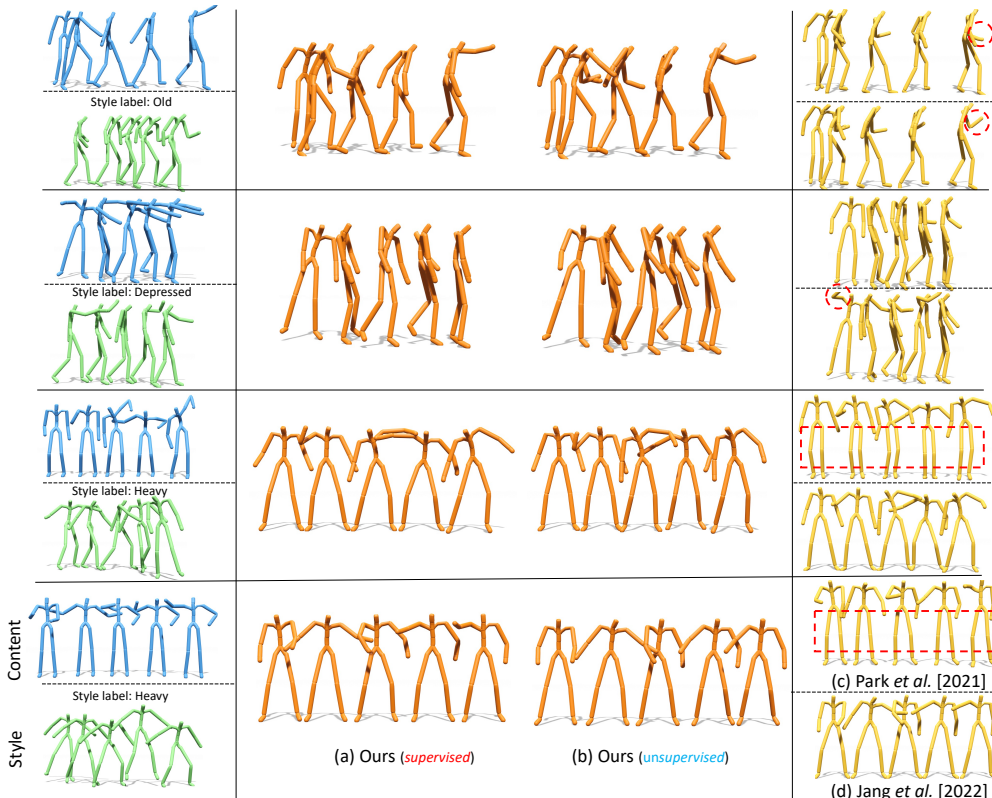 Style label: Old
Style label: Depressed
Style label: Heavy
Content
Style label: Heavy
Style
(a) Ours (supervised)
(b) Ours (unsupervised)
(c) Park et al. [2021]
(d) Jang et al. [2022]